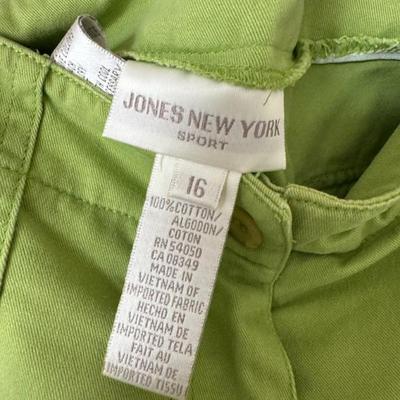 JONES NEW YORK
SPORT
16
100%COTTON/
ALGODON/
COTON
RN 54050
CA 08349
MADE IN
VIETNAM OF
IMPORTED FABRIC
HECHO EN
VIETNAM DE
IMPORTED TELA
FAIT AU
VIETNAM DE
IMPORTED TISSU